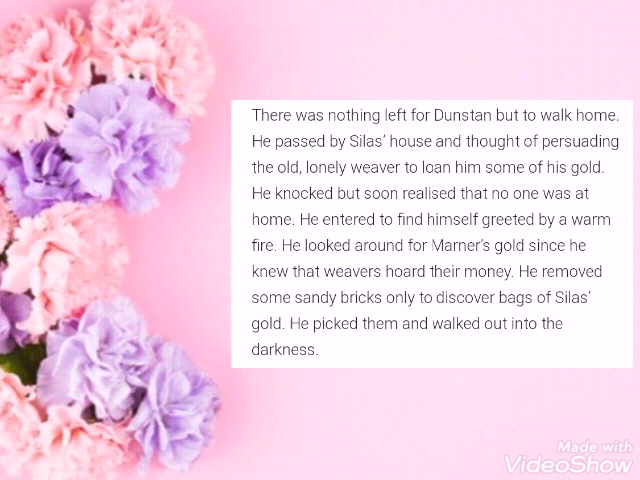 There was nothing left for Dunstan but to walk home.
He passed by Silas’ house and thought of persuading
the old, lonely weaver to loan him some of his gold.
He knocked but soon realised that no one was at
home. He entered to find himself greeted by a warm
fire. He looked around for Marner’s gold since he
knew that weavers hoard their money. He removed
some sandy bricks only to discover bags of Silas’
gold. He picked them and walked out into the
darkness.
Made with
VideoShow